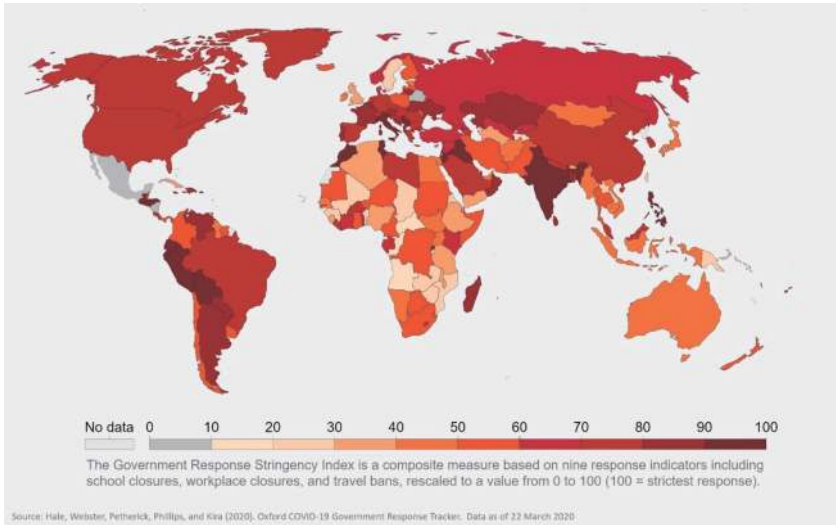 No data 0 10 20 30 40 50 60 70 80 90 100
The Government Response Stringency Index is a composite measure based on nine response indicators including
school closures, workplace closures, and travel bans, rescaled to a value from 0 to 100 (100 = strictest response).
Source: Hale, Webster, Petherick, Phillips, and Kira (2020). Oxford COVID-19 Government Response Tracker. Data as of 22 March 2020